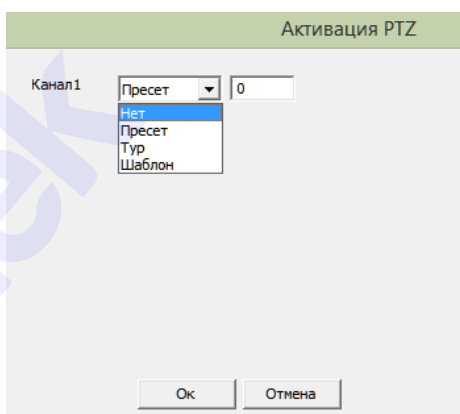 Активация PTZ
Канал1 Пресет 0
Нет
Пресет
Тур
Шаблон
Ок Отмена